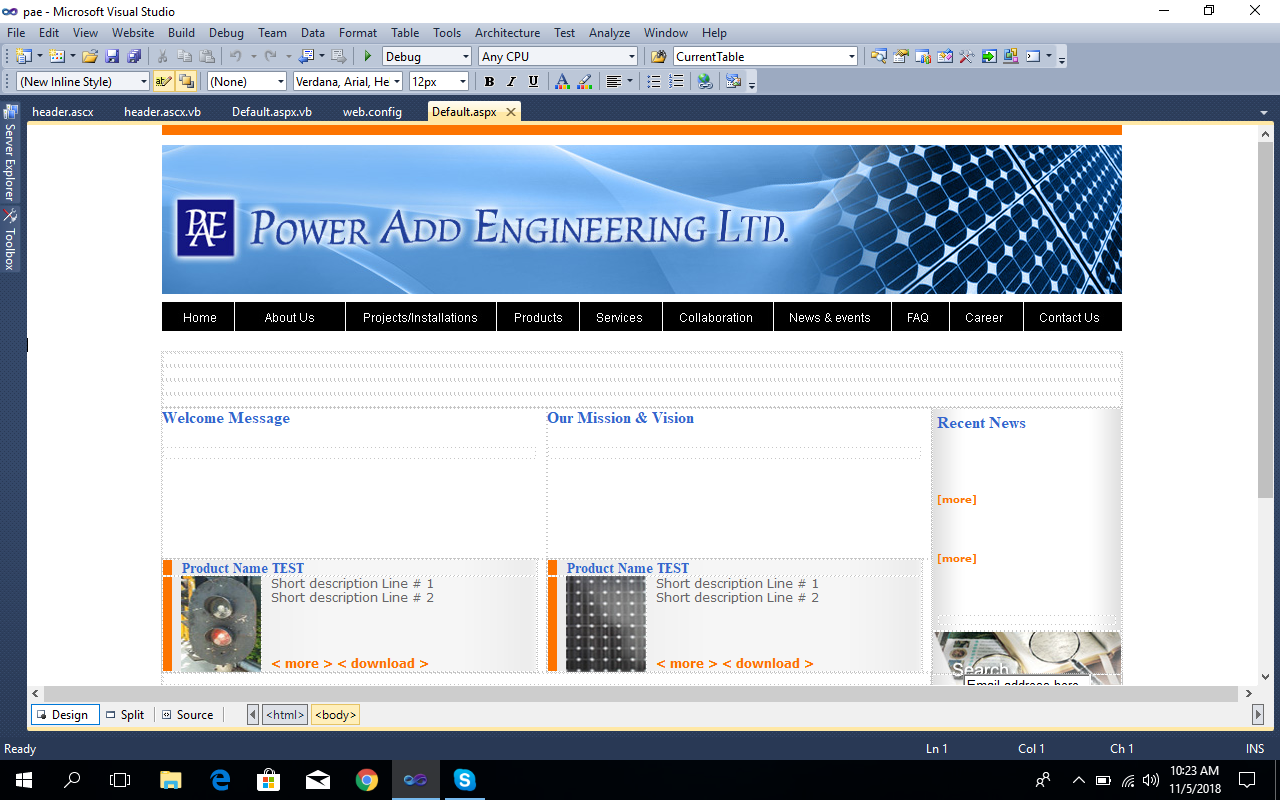 pae - Microsoft Visual Studio
File Edit View Website Build Debug Team Data Format Table Tools Architecture Test Analyze Window Help
Debug Any CPU CurrentTable
(New Inline Style) (None) Verdana, Arial, He 12px B I U
header.ascx header.ascx.vb Default.aspx.vb web.config Default.aspx
Server Explorer
Toolbox
PAE POWER ADD ENGINEERING LTD.
Home About Us Projects/Installations Products Services Collaboration News & events FAQ Career Contact Us
Welcome Message Our Mission & Vision Recent News
[more]
[more]
Product Name TEST Product Name TEST
Short description Line # 1 Short description Line # 1
Short description Line # 2 Short description Line # 2
< more > < download > < more > < download >
Search
Email address here
Design Split Source <html> <body>
Ready Ln 1 Col 1 Ch 1 INS
10:23 AM
11/5/2018